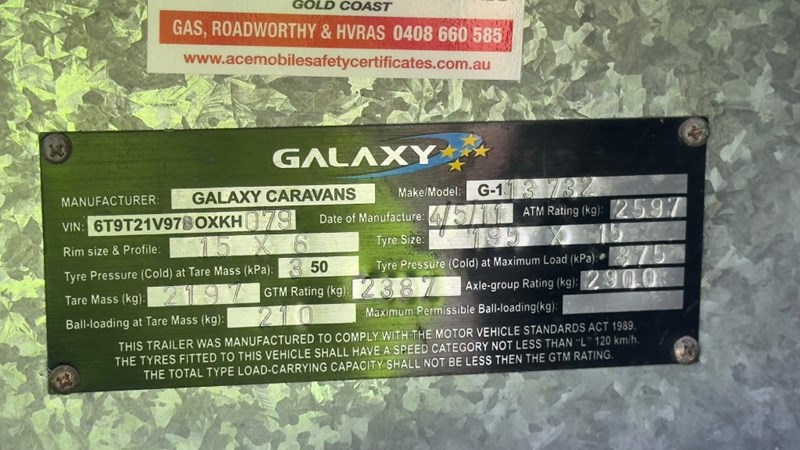 GOLD COAST
GAS, ROADWORTHY & HVRAS 0408 660 585
www.acemobilesafetycertificates.com.au
GALAXY
MANUFACTURER: GALAXY CARAVANS Make/Model: G-113 732
VIN: 6T9T21V97BOXKH079 Date of Manufacture: 4/5/11 ATM Rating (kg): 2597
Rim size & Profile: 15 X 6 Tyre Size: 195 X 15
Tyre Pressure (Cold) at Tare Mass (kPa): 350 Tyre Pressure (Cold) at Maximum Load (kPa): 375
Tare Mass (kg): 2197 GTM Rating (kg): 2387 Axle-group Rating (kg): 2900
Ball-loading at Tare Mass (kg): 210 Maximum Permissible Ball-loading(kg):
THIS TRAILER WAS MANUFACTURED TO COMPLY WITH THE MOTOR VEHICLE STANDARDS ACT 1989.
THE TYRES FITTED TO THIS VEHICLE SHALL HAVE A SPEED CATEGORY NOT LESS THAN "L" 120 km/h.
THE TOTAL TYPE LOAD-CARRYING CAPACITY SHALL NOT BE LESS THEN THE GTM RATING.